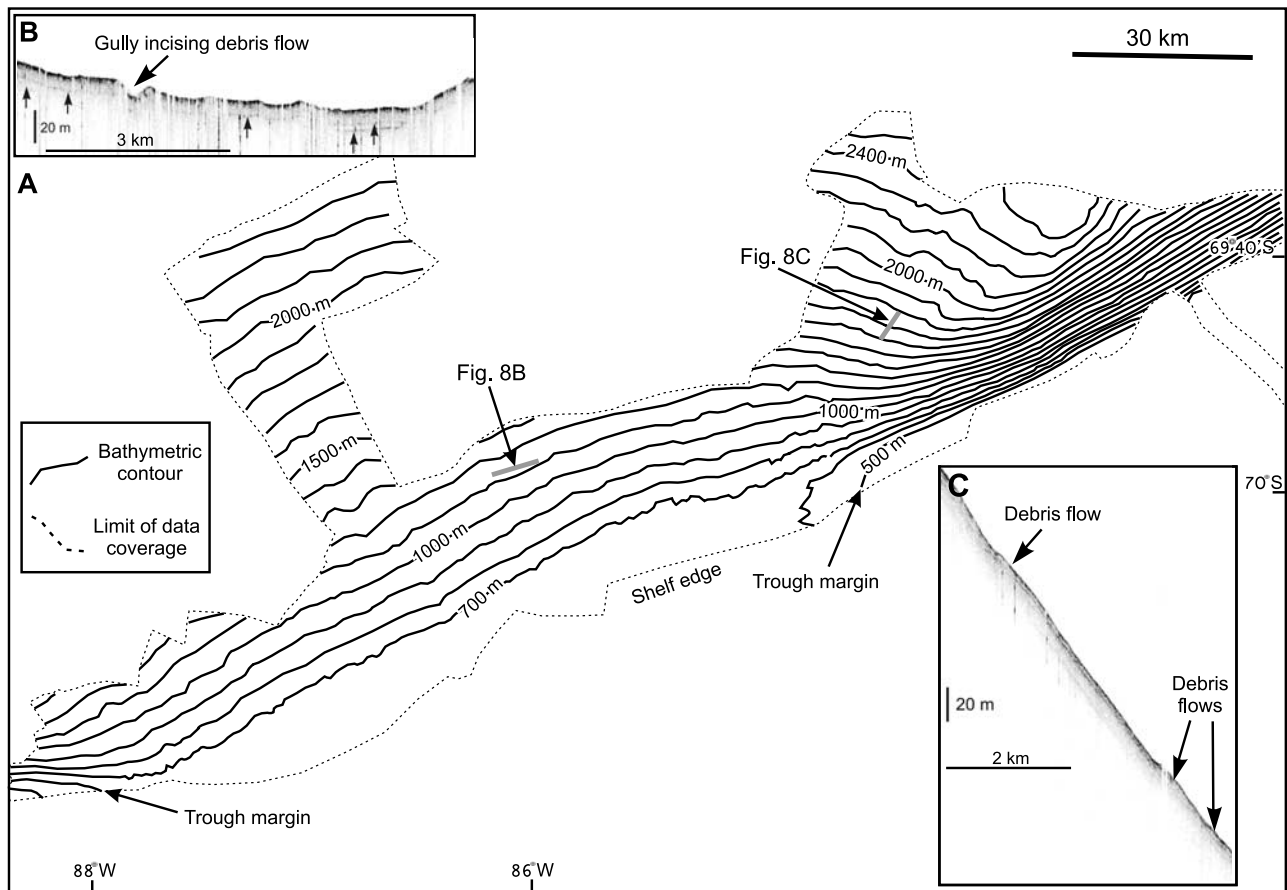 B
Gully incising debris flow
20 m
3 km
30 km
A
2400 m
69°40'S
Fig. 8C
2000 m
2000 m
Fig. 8B
1000 m
1500 m
500 m
Bathymetric
contour
Limit of data
coverage
70°S
C
Debris flow
1000 m
Trough margin
Shelf edge
700 m
Debris
flows
20 m
2 km
Trough margin
88°W
86°W